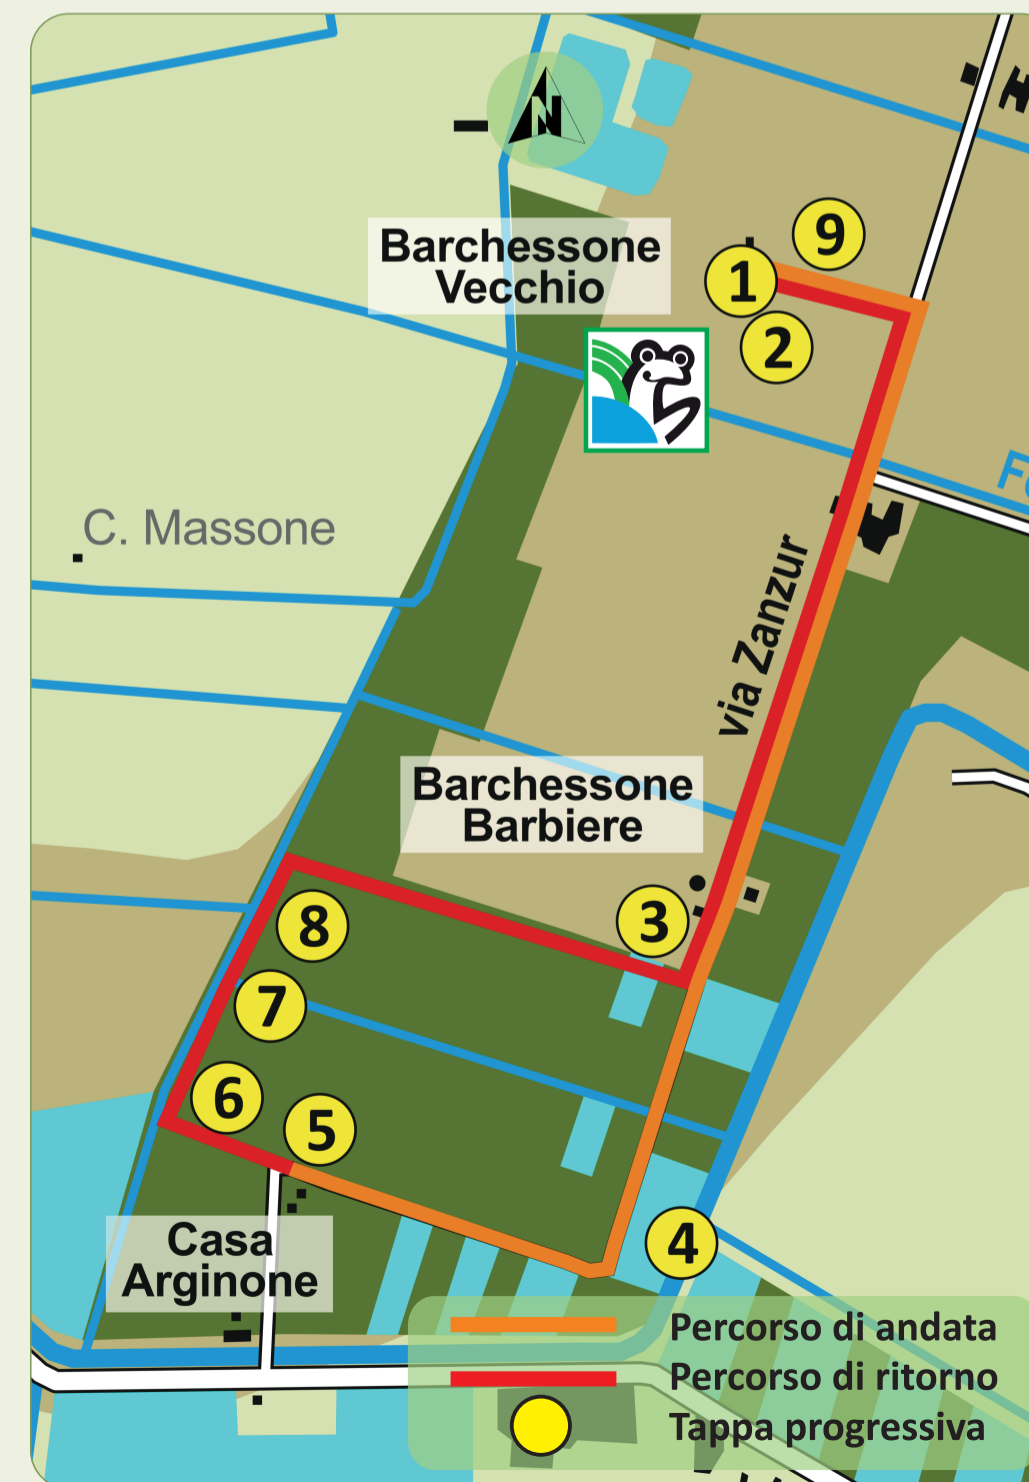 N
9
Barchessone
Vecchio
1
2
C. Massone
via Zanzur
Barchessone
Barbiere
3
8
7
6
5
Casa
Arginone
4
Percorso di andata
Percorso di ritorno
Tappa progressiva